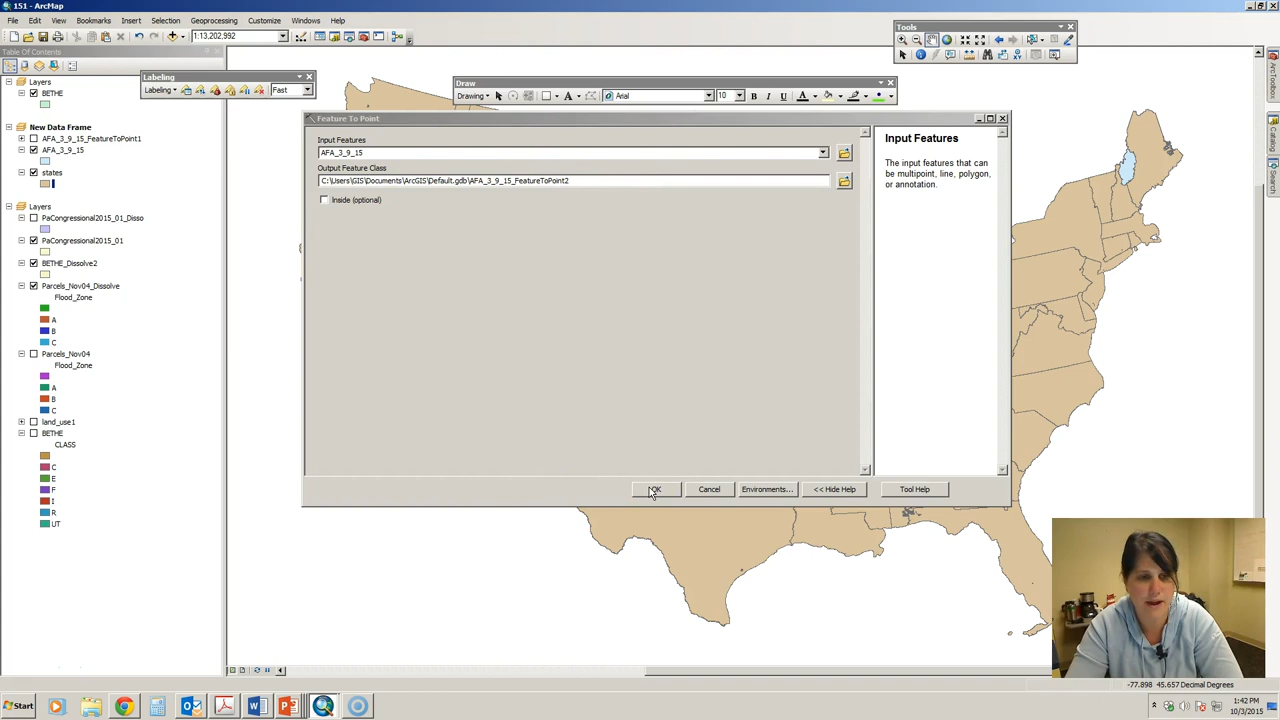 151 - ArcMap
File Edit View Bookmarks Insert Selection Geoprocessing Customize Windows Help
1:13,202,992
Tools
Table Of Contents
Labeling
Labeling Fast
Draw
Drawing A Arial 10 B I U A
Layers
BETHE
New Data Frame
AFA_3_9_15_FeatureToPoint1
AFA_3_9_15
states
Layers
PaCongressional2015_01_Disso
PaCongressional2015_01
BETHE_Dissolve2
Parcels_Nov04_Dissolve
Flood_Zone
A
B
C
Parcels_Nov04
Flood_Zone
A
B
C
land_use1
BETHE
CLASS
C
E
F
I
R
UT
Feature To Point
Input Features
AFA_3_9_15
Output Feature Class
C:\Users\GIS\Documents\ArcGIS\Default.gdb\AFA_3_9_15_FeatureToPoint2
Inside (optional)
OK Cancel Environments... << Hide Help Tool Help
Input Features
The input features that can
be multipoint, line, polygon,
or annotation.
ArcToolbox
Catalog
Search
-77.898 45.657 Decimal Degrees
Start
1:42 PM
10/3/2015